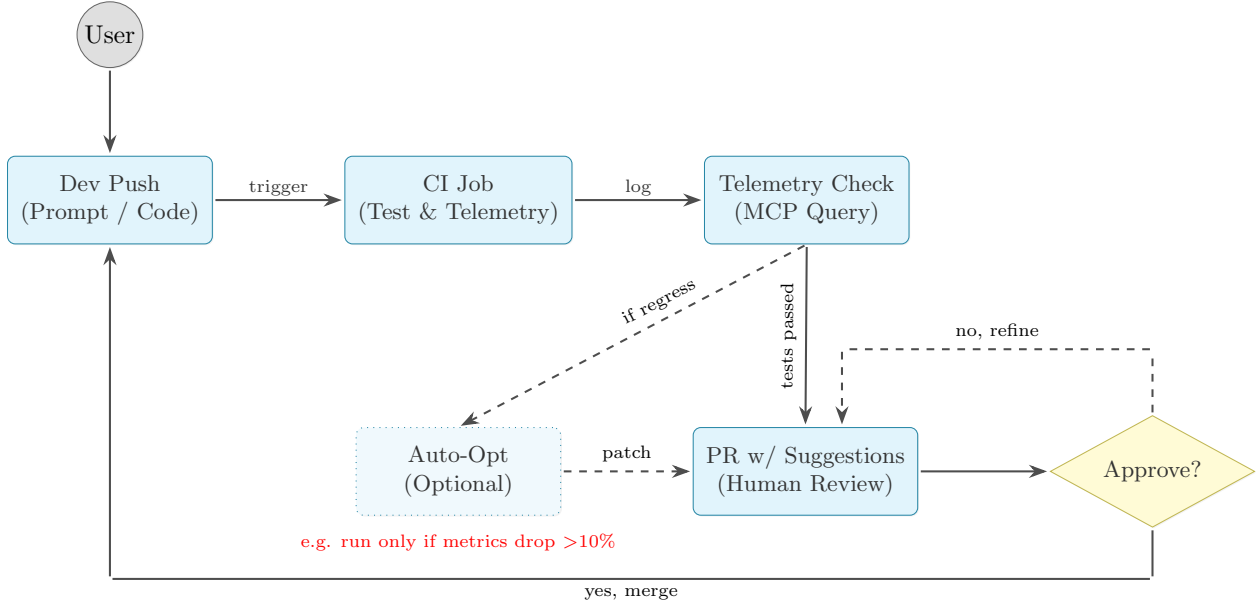 User
Dev Push
(Prompt / Code)
trigger
CI Job
(Test & Telemetry)
log
Telemetry Check
(MCP Query)
if regress
tests passed
no, refine
Auto-Opt
(Optional)
patch
PR w/ Suggestions
(Human Review)
Approve?
e.g. run only if metrics drop >10%
yes, merge